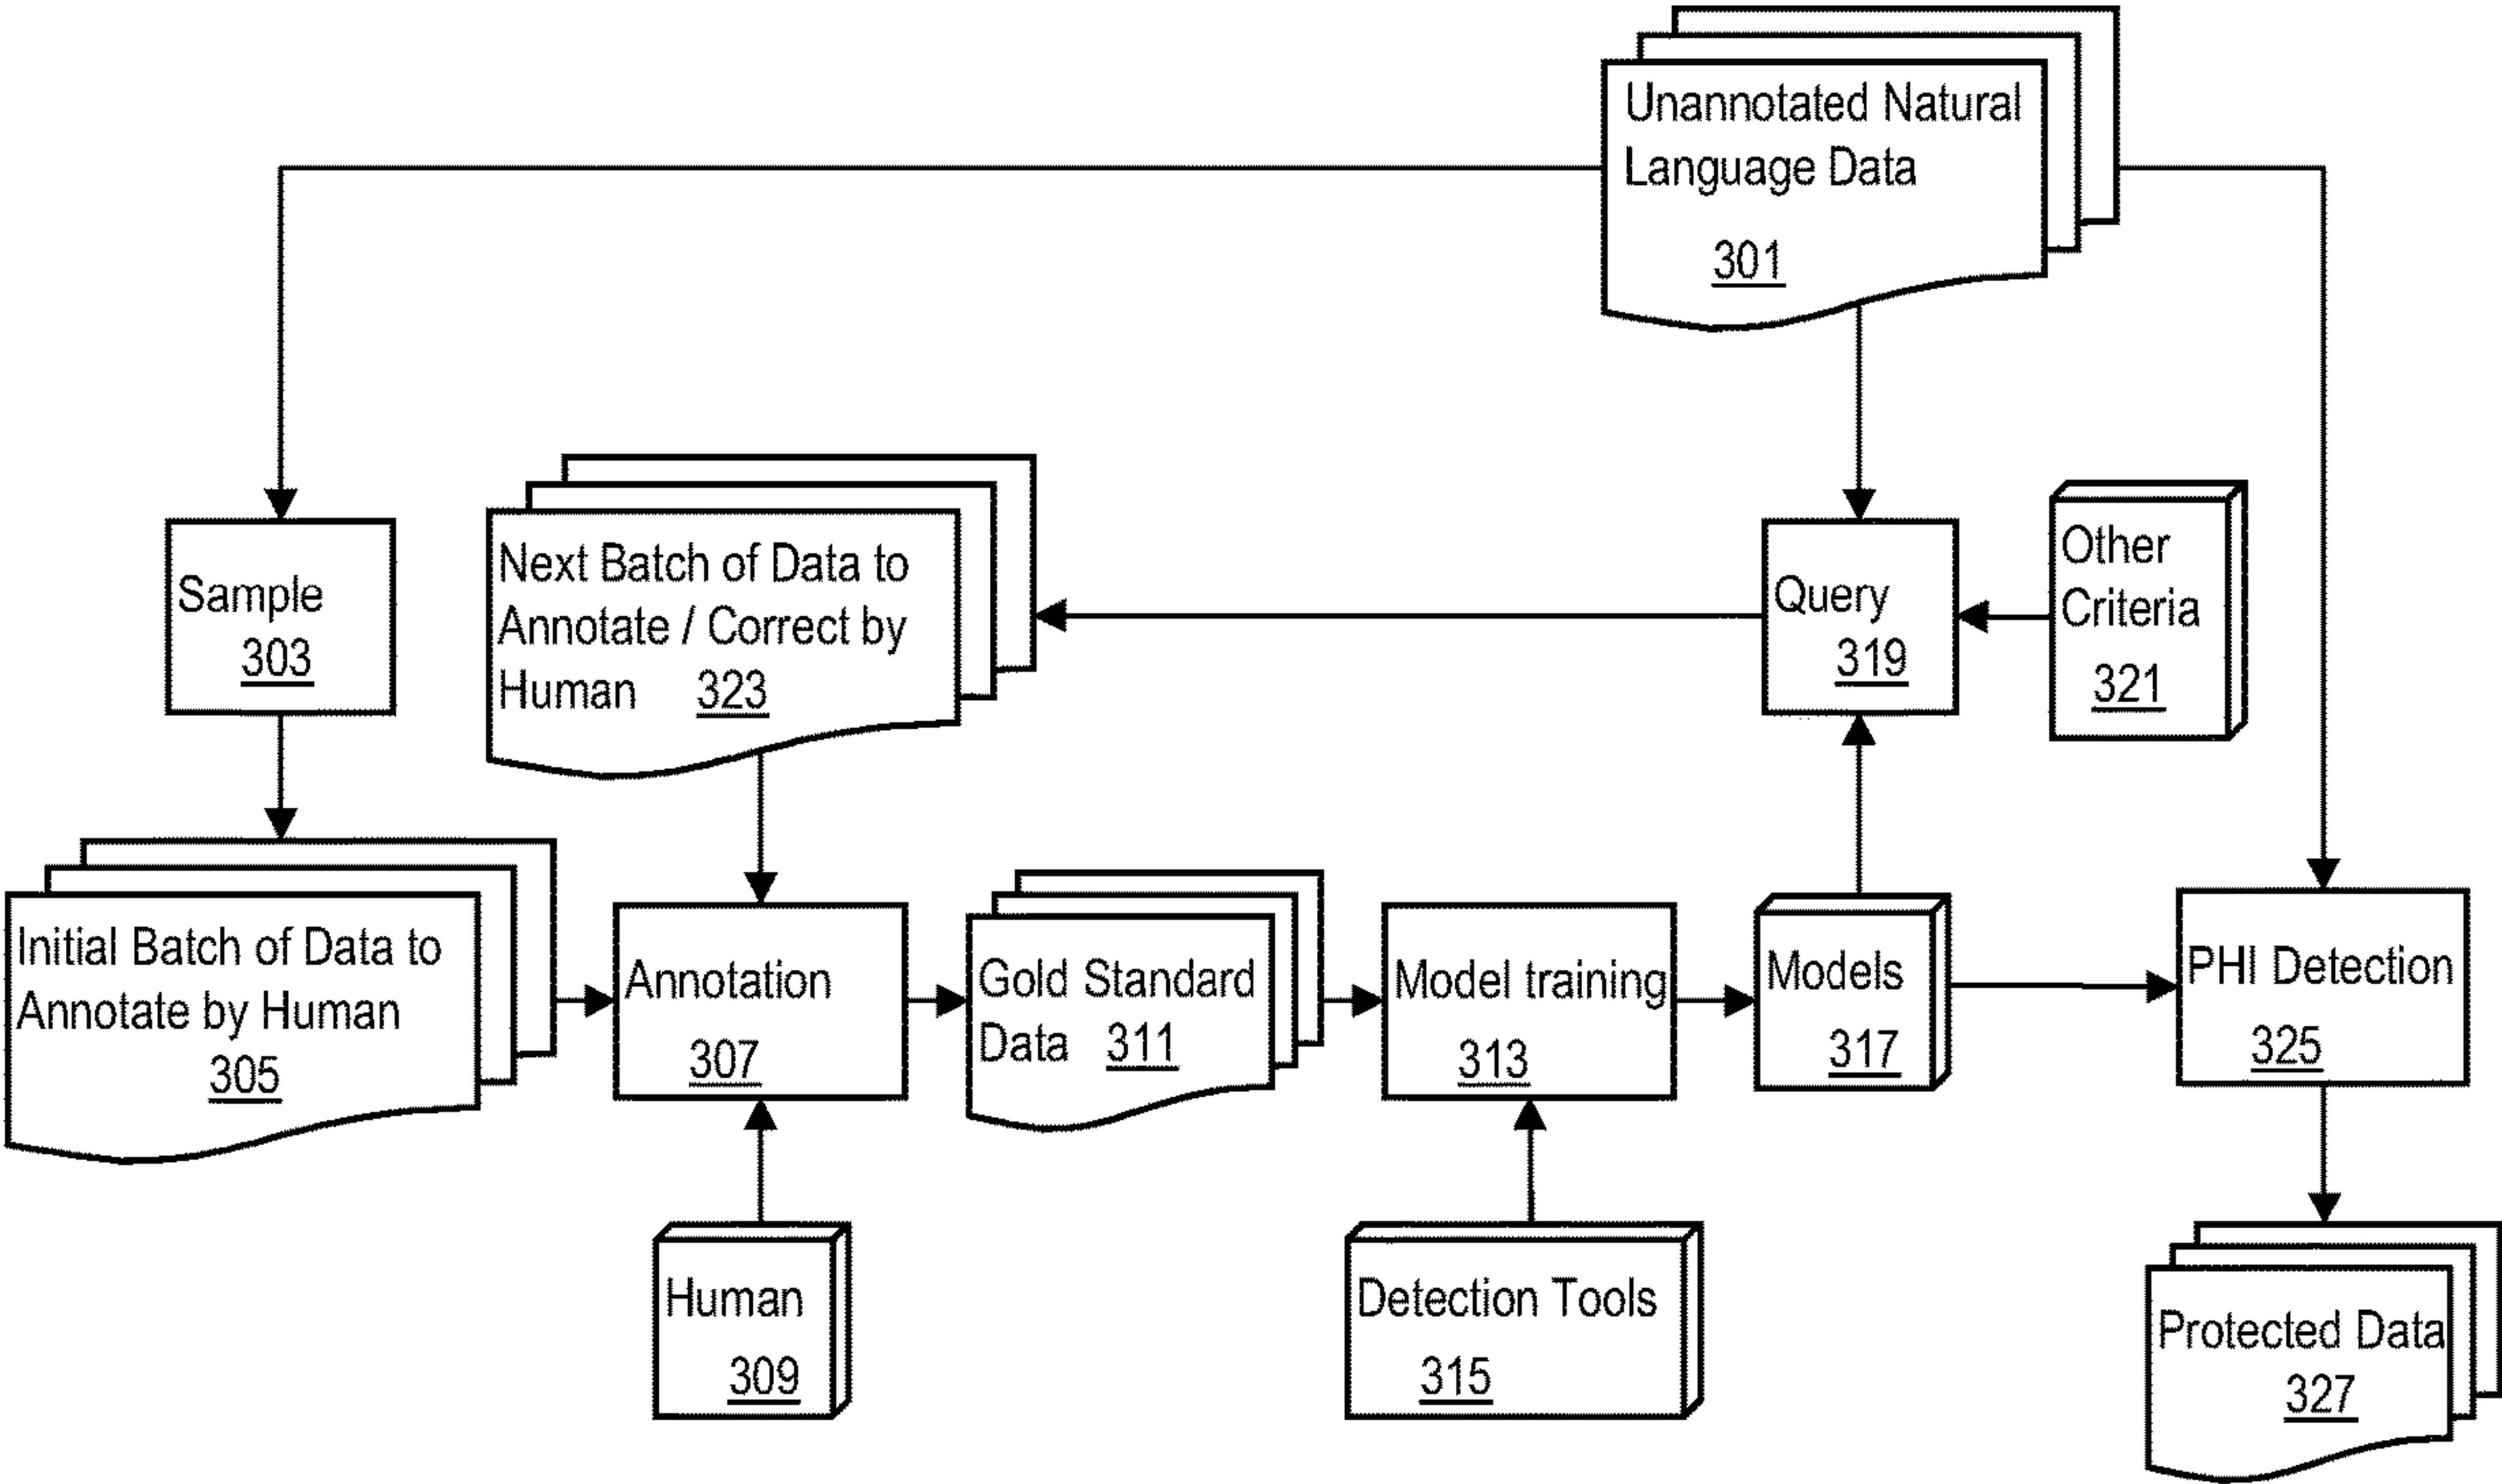 Unannotated Natural
Language Data
301
Sample
303
Next Batch of Data to
Annotate / Correct by
Human 323
Query
319
Other
Criteria
321
Initial Batch of Data to
Annotate by Human
305
Annotation
307
Gold Standard
Data 311
Model training
313
Models
317
PHI Detection
325
Human
309
Detection Tools
315
Protected Data
327